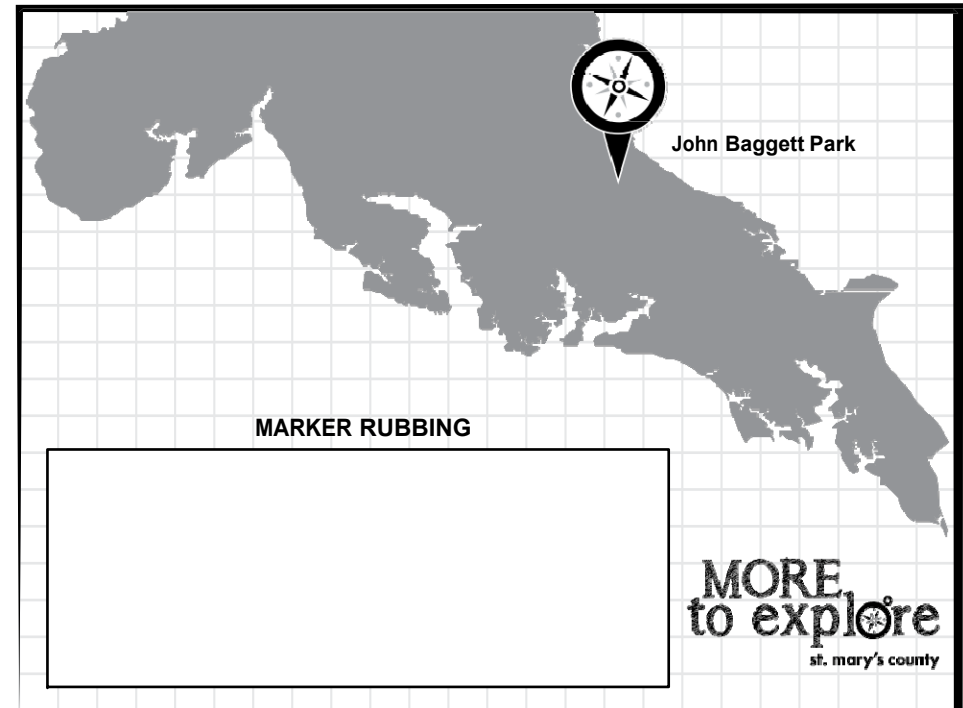 John Baggett Park
MARKER RUBBING
MORE
to explore
st. mary's county